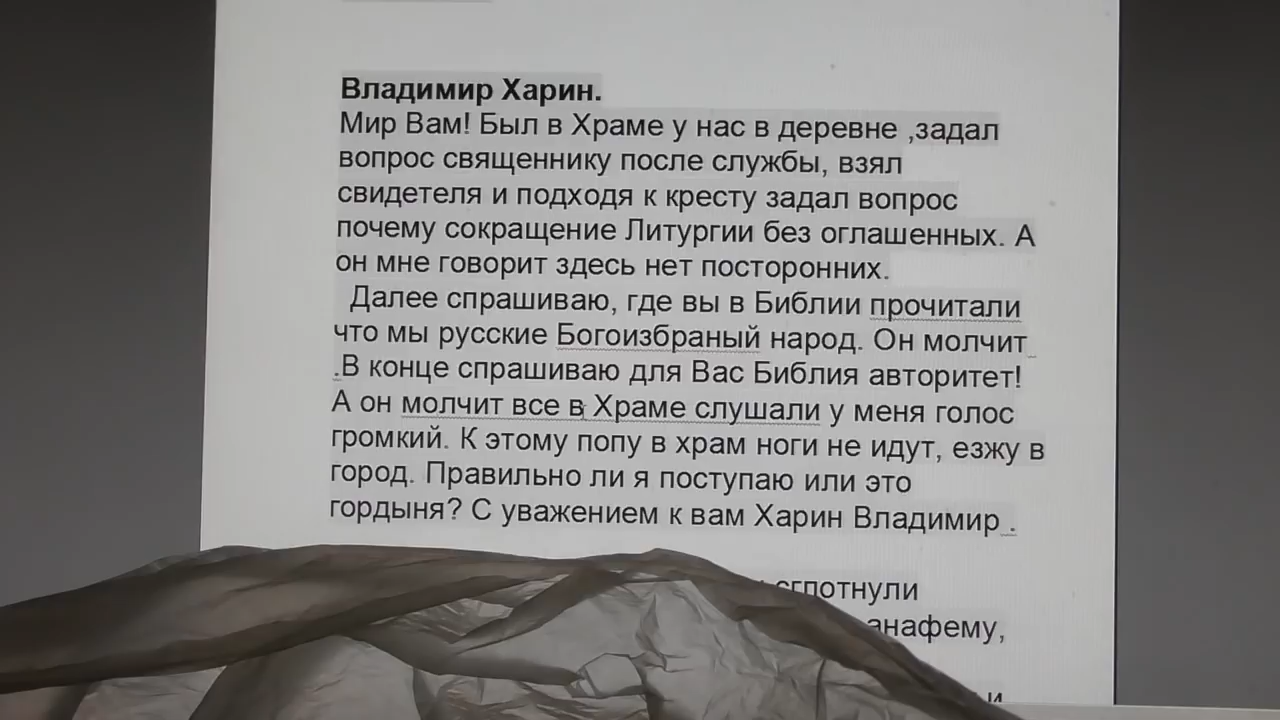 Владимир Харин.
Мир Вам! Был в Храме у нас в деревне ,задал
вопрос священнику после службы, взял
свидетеля и подходя к кресту задал вопрос
почему сокращение Литургии без оглашенных. А
он мне говорит здесь нет посторонних.
Далее спрашиваю, где вы в Библии прочитали
что мы русские Богоизбраный народ. Он молчит
.В конце спрашиваю для Вас Библия авторитет!
А он молчит все в Храме слушали у меня голос
громкий. К этому попу в храм ноги не идут, езжу в
город. Правильно ли я поступаю или это
гордыня? С уважением к вам Харин Владимир .
сглотнули
анафему,